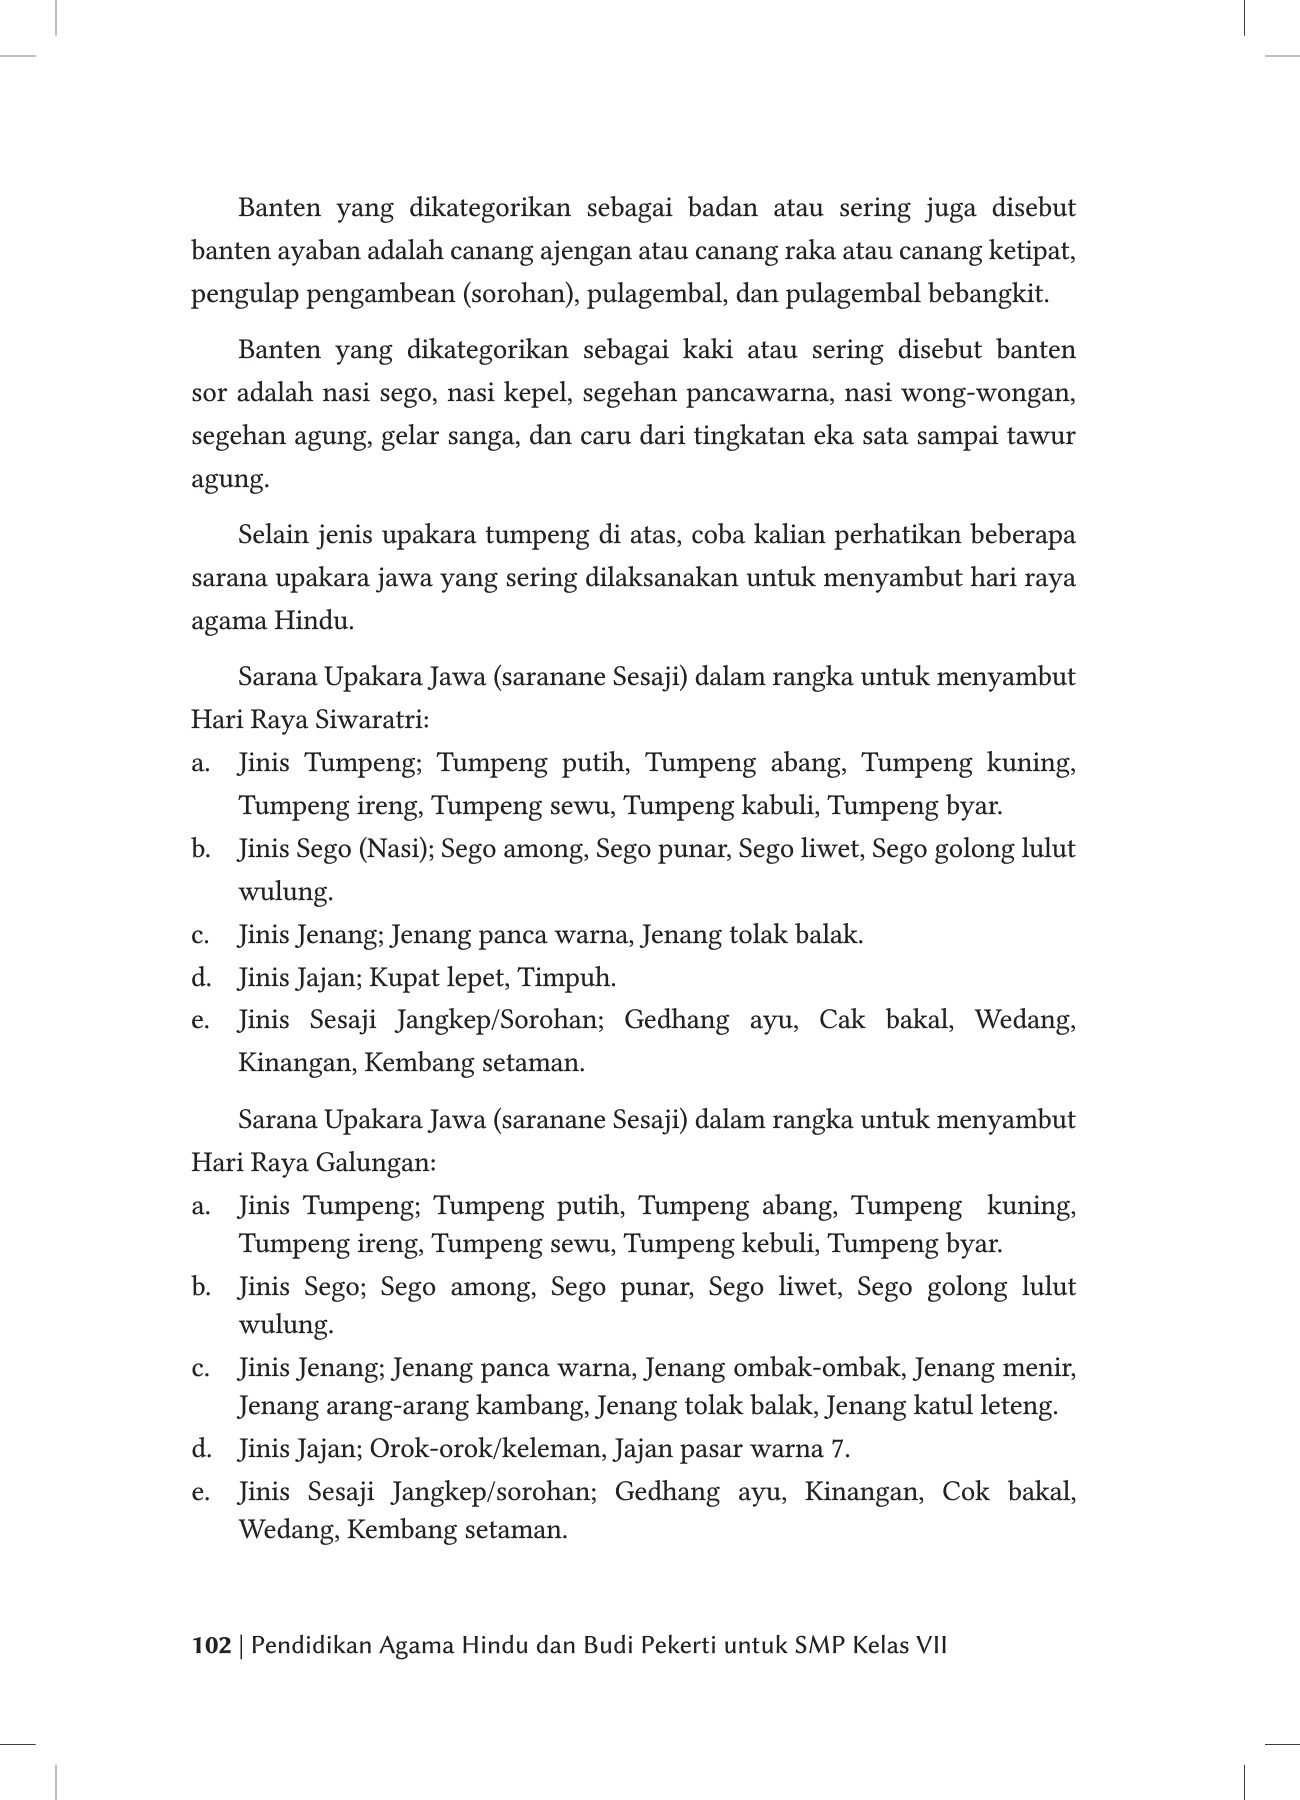 Banten yang dikategorikan sebagai badan atau sering juga disebut
banten ayaban adalah canang ajengan atau canang raka atau canang ketipat,
pengulap pengambean (sorohan), pulagembal, dan pulagembal bebangkit.
Banten yang dikategorikan sebagai kaki atau sering disebut banten
sor adalah nasi sego, nasi kepel, segehan pancawarna, nasi wong-wongan,
segehan agung, gelar sanga, dan caru dari tingkatan eka sata sampai tawur
agung.
Selain jenis upakara tumpeng di atas, coba kalian perhatikan beberapa
sarana upakara jawa yang sering dilaksanakan untuk menyambut hari raya
agama Hindu.
Sarana Upakara Jawa (saranane Sesaji) dalam rangka untuk menyambut
Hari Raya Siwaratri:
a. Jinis Tumpeng; Tumpeng putih, Tumpeng abang, Tumpeng kuning,
Tumpeng ireng, Tumpeng sewu, Tumpeng kabuli, Tumpeng byar.
b. Jinis Sego (Nasi); Sego among, Sego punar, Sego liwet, Sego golong lulut
wulung.
c. Jinis Jenang; Jenang panca warna, Jenang tolak balak.
d. Jinis Jajan; Kupat lepet, Timpuh.
e. Jinis Sesaji Jangkep/Sorohan; Gedhang ayu, Cak bakal, Wedang,
Kinangan, Kembang setaman.
Sarana Upakara Jawa (saranane Sesaji) dalam rangka untuk menyambut
Hari Raya Galungan:
a. Jinis Tumpeng; Tumpeng putih, Tumpeng abang, Tumpeng kuning,
Tumpeng ireng, Tumpeng sewu, Tumpeng kebuli, Tumpeng byar.
b. Jinis Sego; Sego among, Sego punar, Sego liwet, Sego golong lulut
wulung.
c. Jinis Jenang; Jenang panca warna, Jenang ombak-ombak, Jenang menir,
Jenang arang-arang kambang, Jenang tolak balak, Jenang katul leteng.
d. Jinis Jajan; Orok-orok/keleman, Jajan pasar warna 7.
e. Jinis Sesaji Jangkep/sorohan; Gedhang ayu, Kinangan, Cok bakal,
Wedang, Kembang setaman.
102 | Pendidikan Agama Hindu dan Budi Pekerti untuk SMP Kelas VII